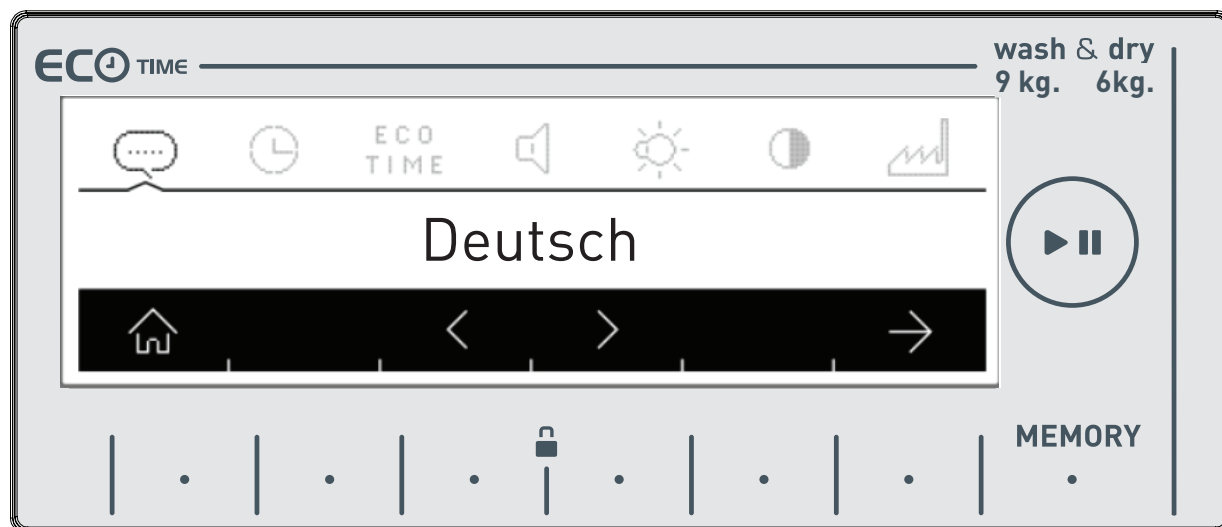 ECO TIME
wash & dry
9 kg. 6kg.
ECO
TIME
Deutsch
MEMORY